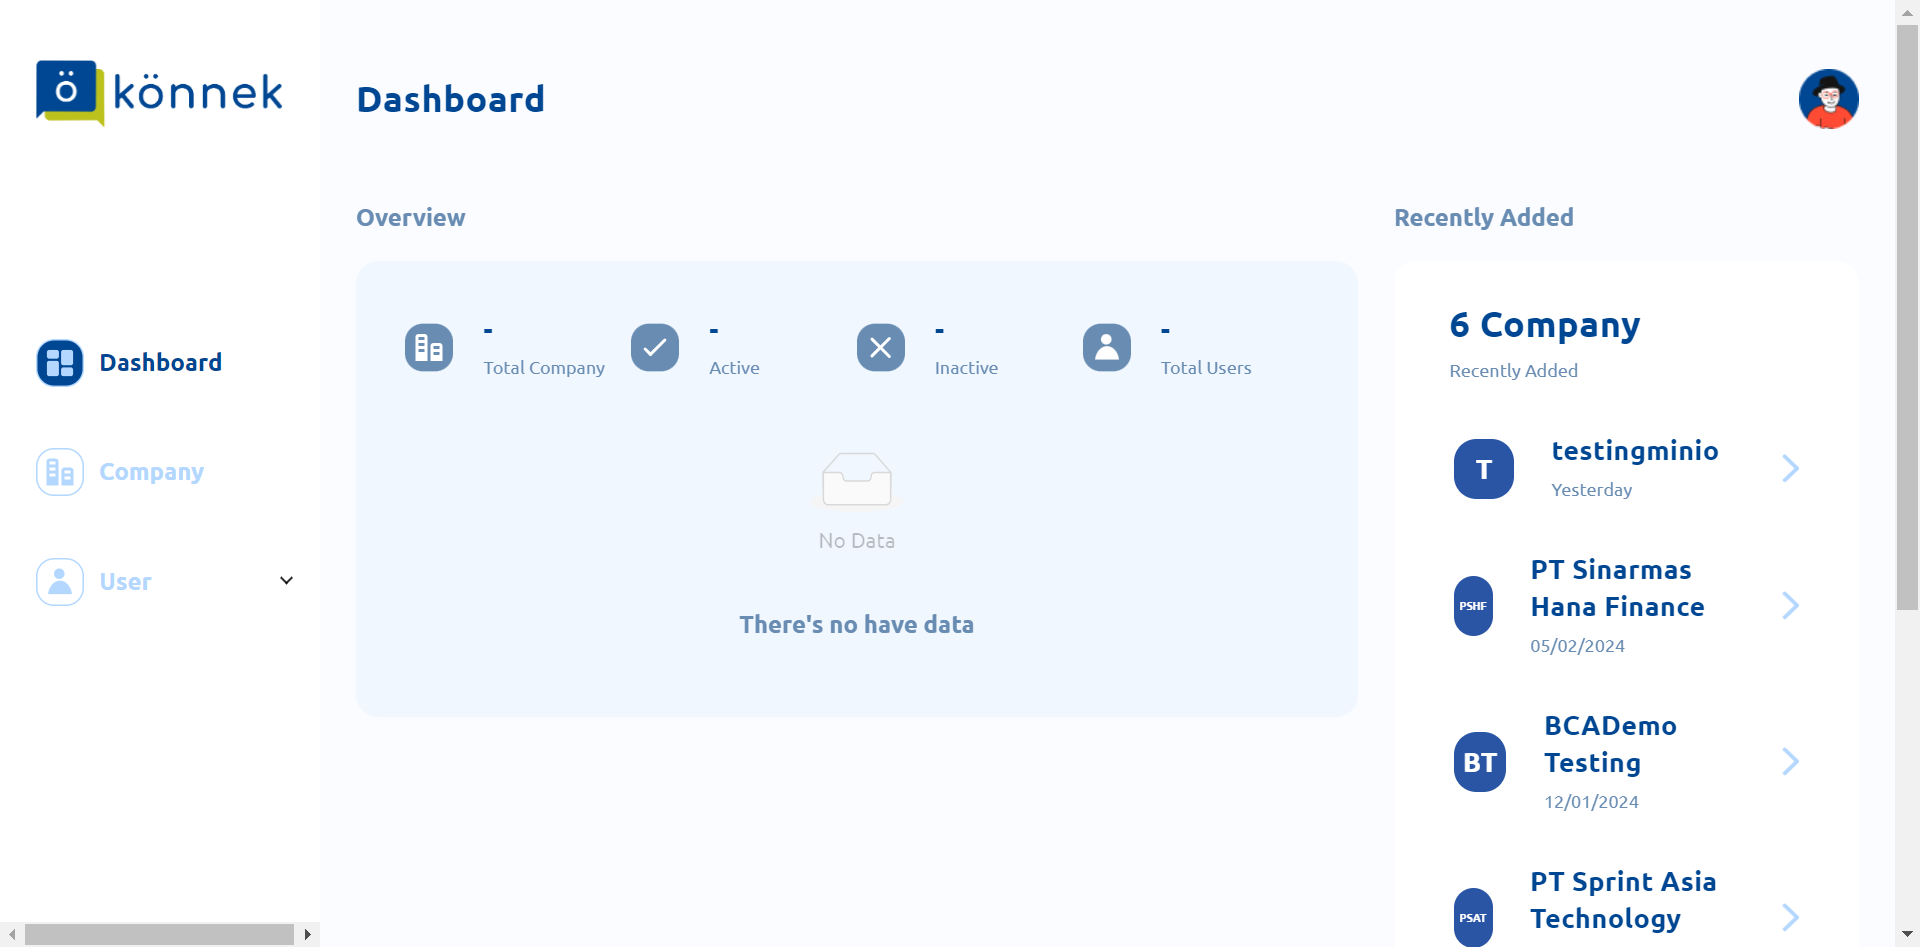 ö könnek
Dashboard
Company
User
Dashboard
Overview
-
Total Company
-
Active
-
Inactive
-
Total Users
No Data
There's no have data
Recently Added
6 Company
Recently Added
T
testingminio
Yesterday
PSHF
PT Sinarmas
Hana Finance
05/02/2024
BT
BCADemo
Testing
12/01/2024
PSAT
PT Sprint Asia
Technology